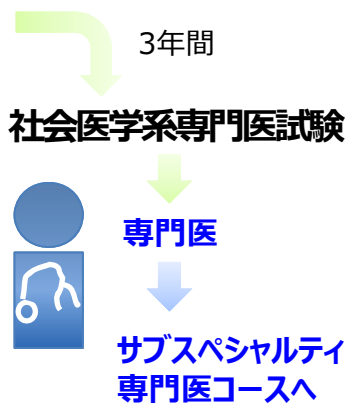 3年間
社会医学系専門医試験
専門医
サブスペシャルティ
専門医コースへ